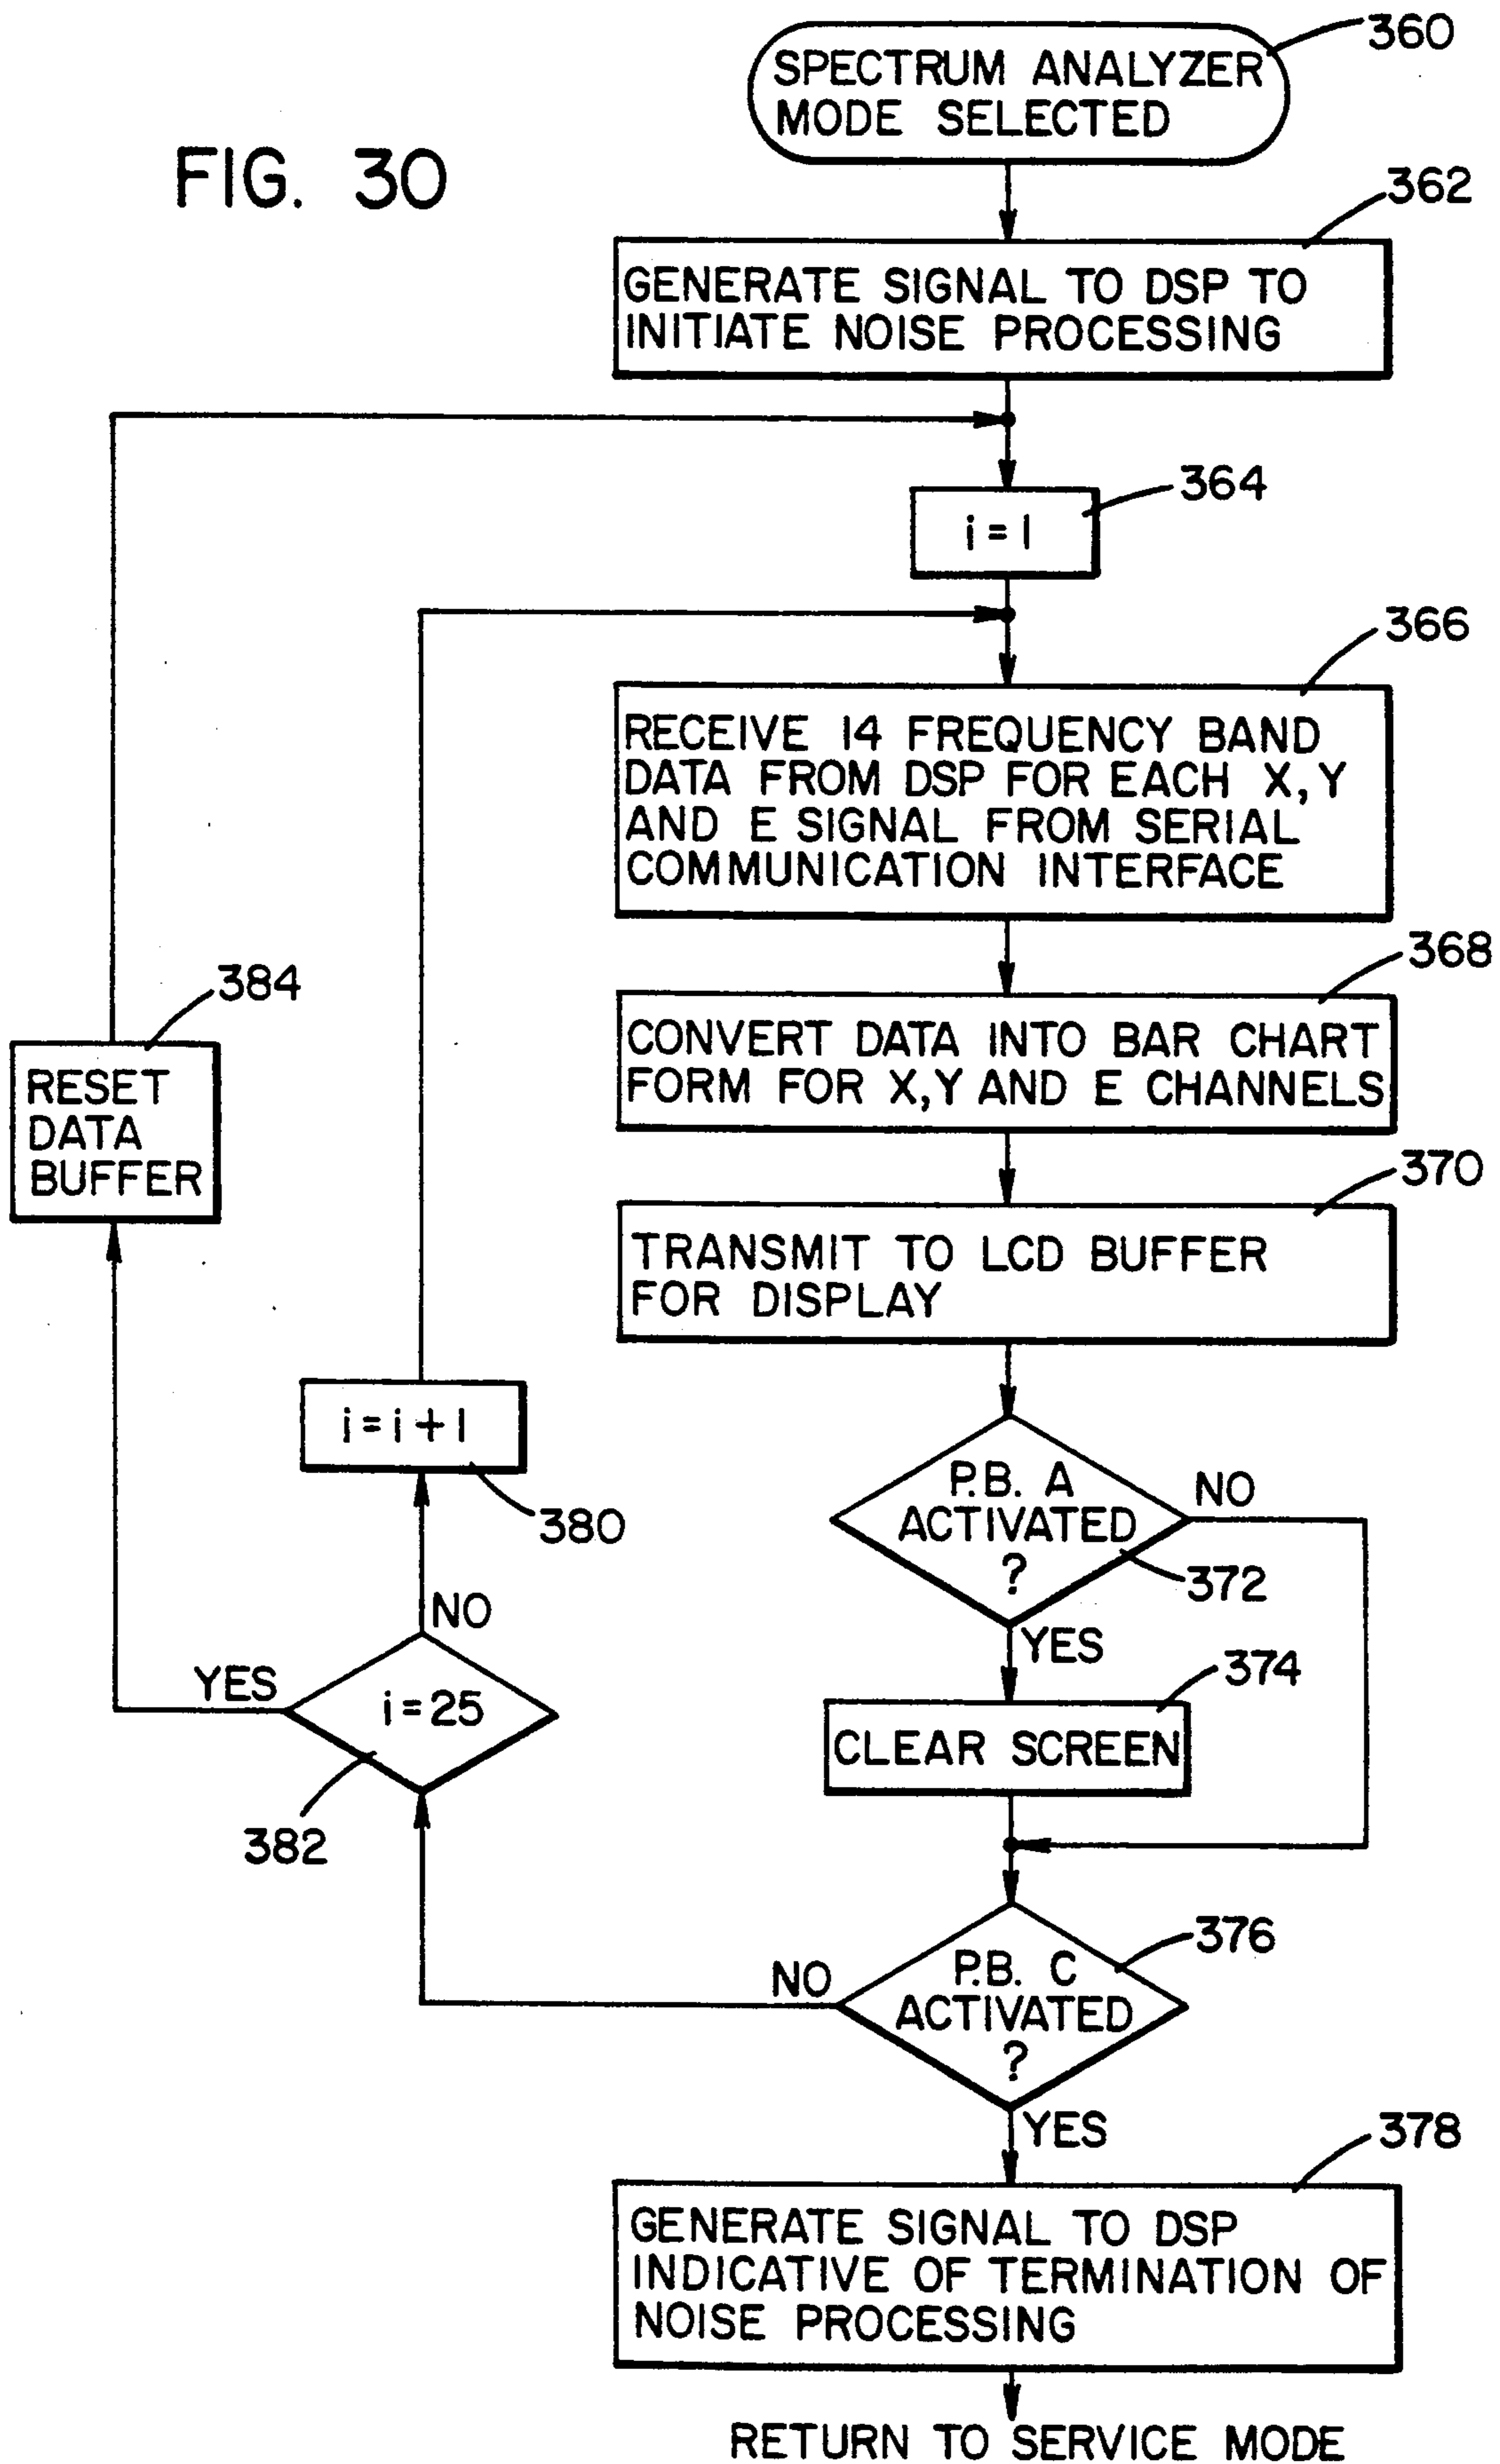 FIG. 30
SPECTRUM ANALYZER
MODE SELECTED
360
GENERATE SIGNAL TO DSP TO
INITIATE NOISE PROCESSING
362
i = 1
364
RECEIVE 14 FREQUENCY BAND
DATA FROM DSP FOR EACH X, Y
AND E SIGNAL FROM SERIAL
COMMUNICATION INTERFACE
366
CONVERT DATA INTO BAR CHART
FORM FOR X, Y AND E CHANNELS
368
TRANSMIT TO LCD BUFFER
FOR DISPLAY
370
P.B. A
ACTIVATED
?
372
NO
YES
CLEAR SCREEN
374
P.B. C
ACTIVATED
?
376
NO
YES
GENERATE SIGNAL TO DSP
INDICATIVE OF TERMINATION OF
NOISE PROCESSING
378
RETURN TO SERVICE MODE
i = 25
382
NO
YES
i = i + 1
380
RESET
DATA
BUFFER
384